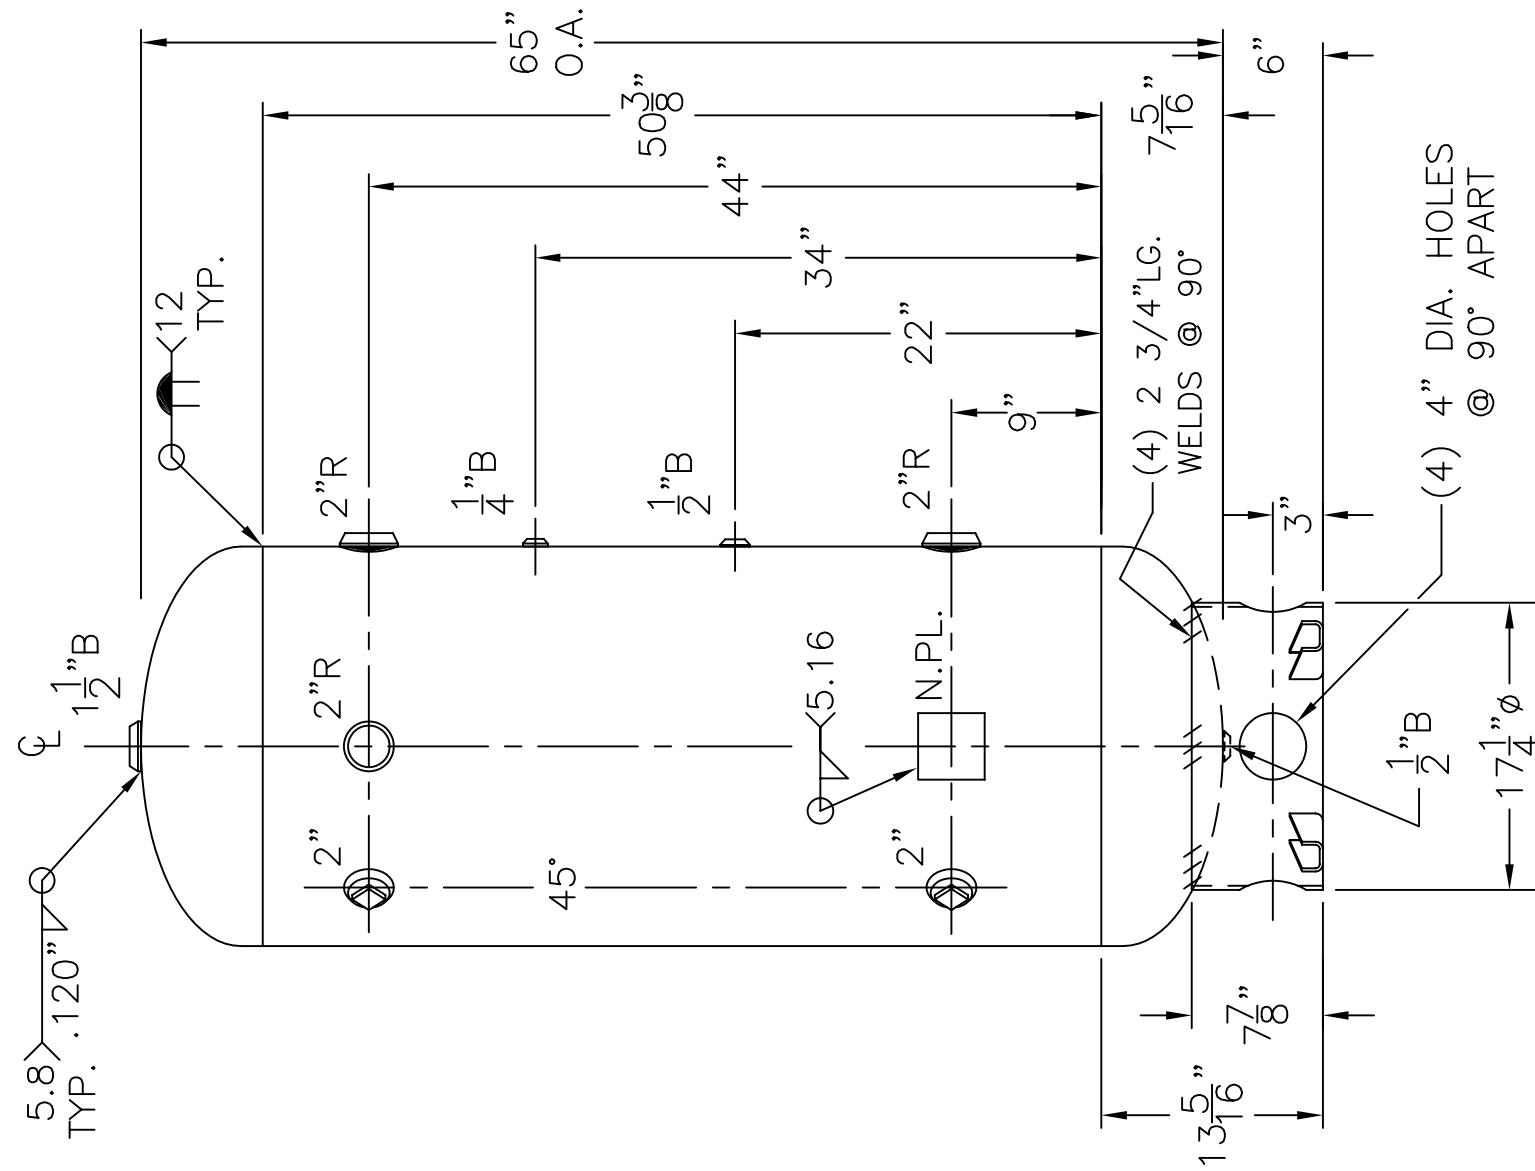 ℄
1 1/2"B
5.8
TYP.
.120"
12
TYP.
65"
O.A.
50 3/8"
44"
34"
22"
9"
7 5/16"
6"
3"
2"R
1/4"B
1/2"B
2"R
2"R
2"
45°
2"
5.16
N.PL.
(4) 2 3/4"LG.
WELDS @ 90°
(4) 4" DIA. HOLES
@ 90° APART
1/2"B
17 1/4"ø
7 7/8"
13 5/16"